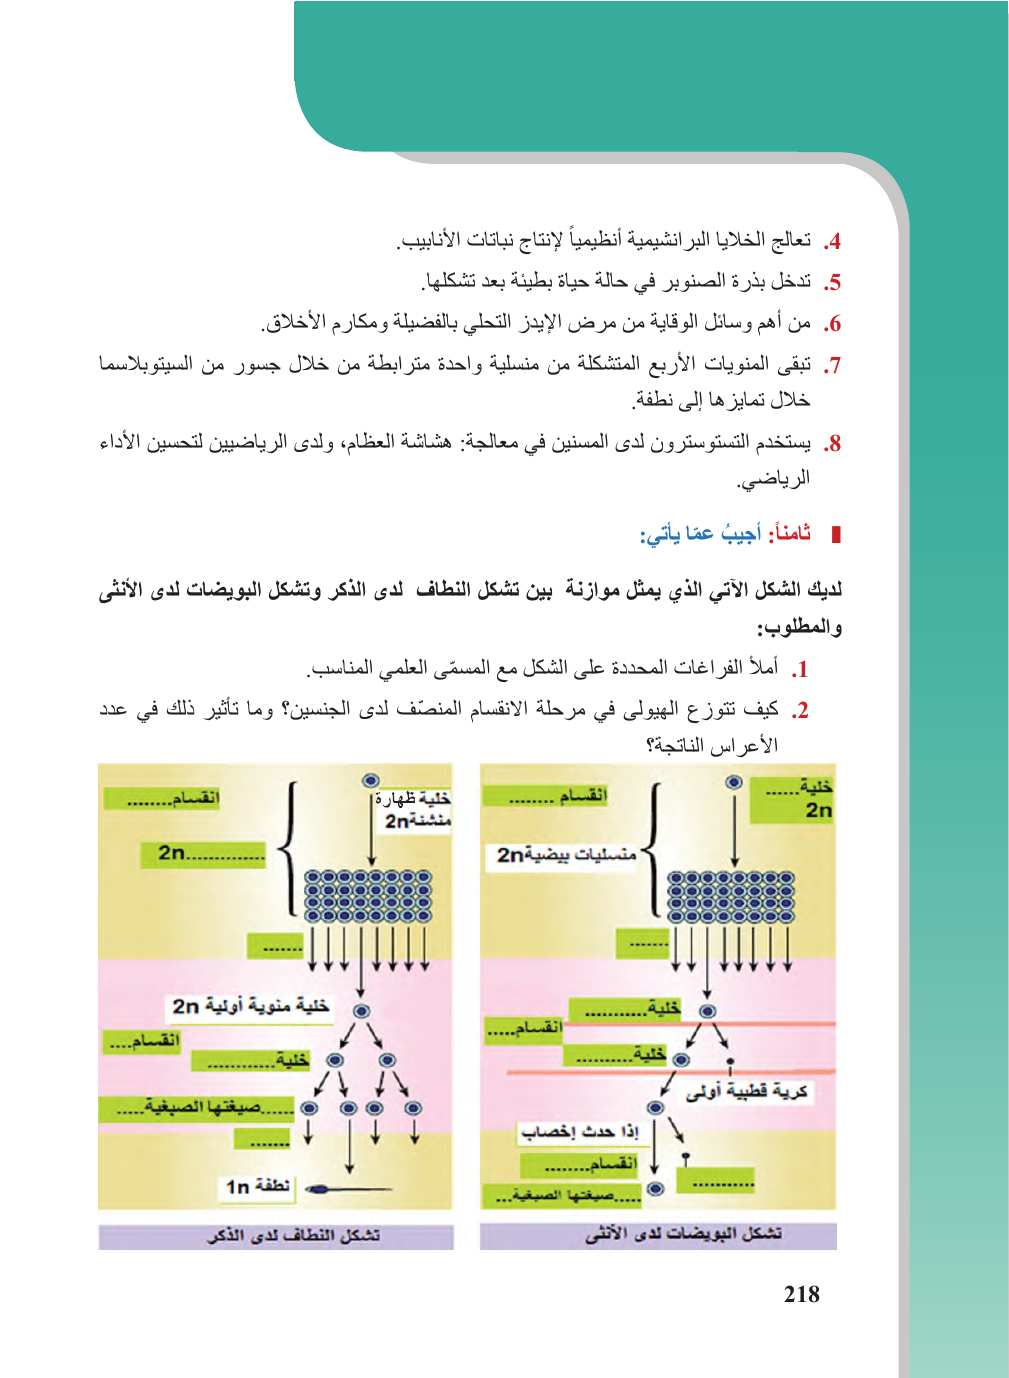 4. تعالج الخلايا البرانشيمية أنظيمياً لإنتاج نباتات الأنابيب.
5. تدخل بذرة الصنوبر في حالة حياة بطيئة بعد تشكلها.
6. من أهم وسائل الوقاية من مرض الإيدز التحلي بالفضيلة ومكارم الأخلاق.
7. تبقى المنويات الأربع المتشكلة من منسلية واحدة مترابطة من خلال جسور من السيتوبلاسما
خلال تمايزها إلى نطفة.
8. يستخدم التستوسترون لدى المسنين في معالجة: هشاشة العظام، ولدى الرياضيين لتحسين الأداء
الرياضي.
ثامناً: أجيبُ عمّا يأتي:
لديك الشكل الآتي الذي يمثل موازنة بين تشكل النطاف لدى الذكر وتشكل البويضات لدى الأنثى
والمطلوب:
1. أملأ الفراغات المحددة على الشكل مع المسمّى العلمي المناسب.
2. كيف تتوزع الهيولى في مرحلة الانقسام المنصّف لدى الجنسين؟ وما تأثير ذلك في عدد
الأعراس الناتجة؟
خلية......
2n
انقسام ........
منسليات بيضية2n
.......
خلية...........
انقسام.....
خلية..........
كرية قطبية أولى
إذا حدث إخصاب
انقسام........
...........
.....صيغتها الصبغية...
تشكل البويضات لدى الأنثى
خلية ظهارة
منشئة2n
انقسام........
2n..............
.......
خلية منوية أولية 2n
انقسام....
خلية............
......صيغتها الصبغية.....
.......
نطفة 1n
تشكل النطاف لدى الذكر
218